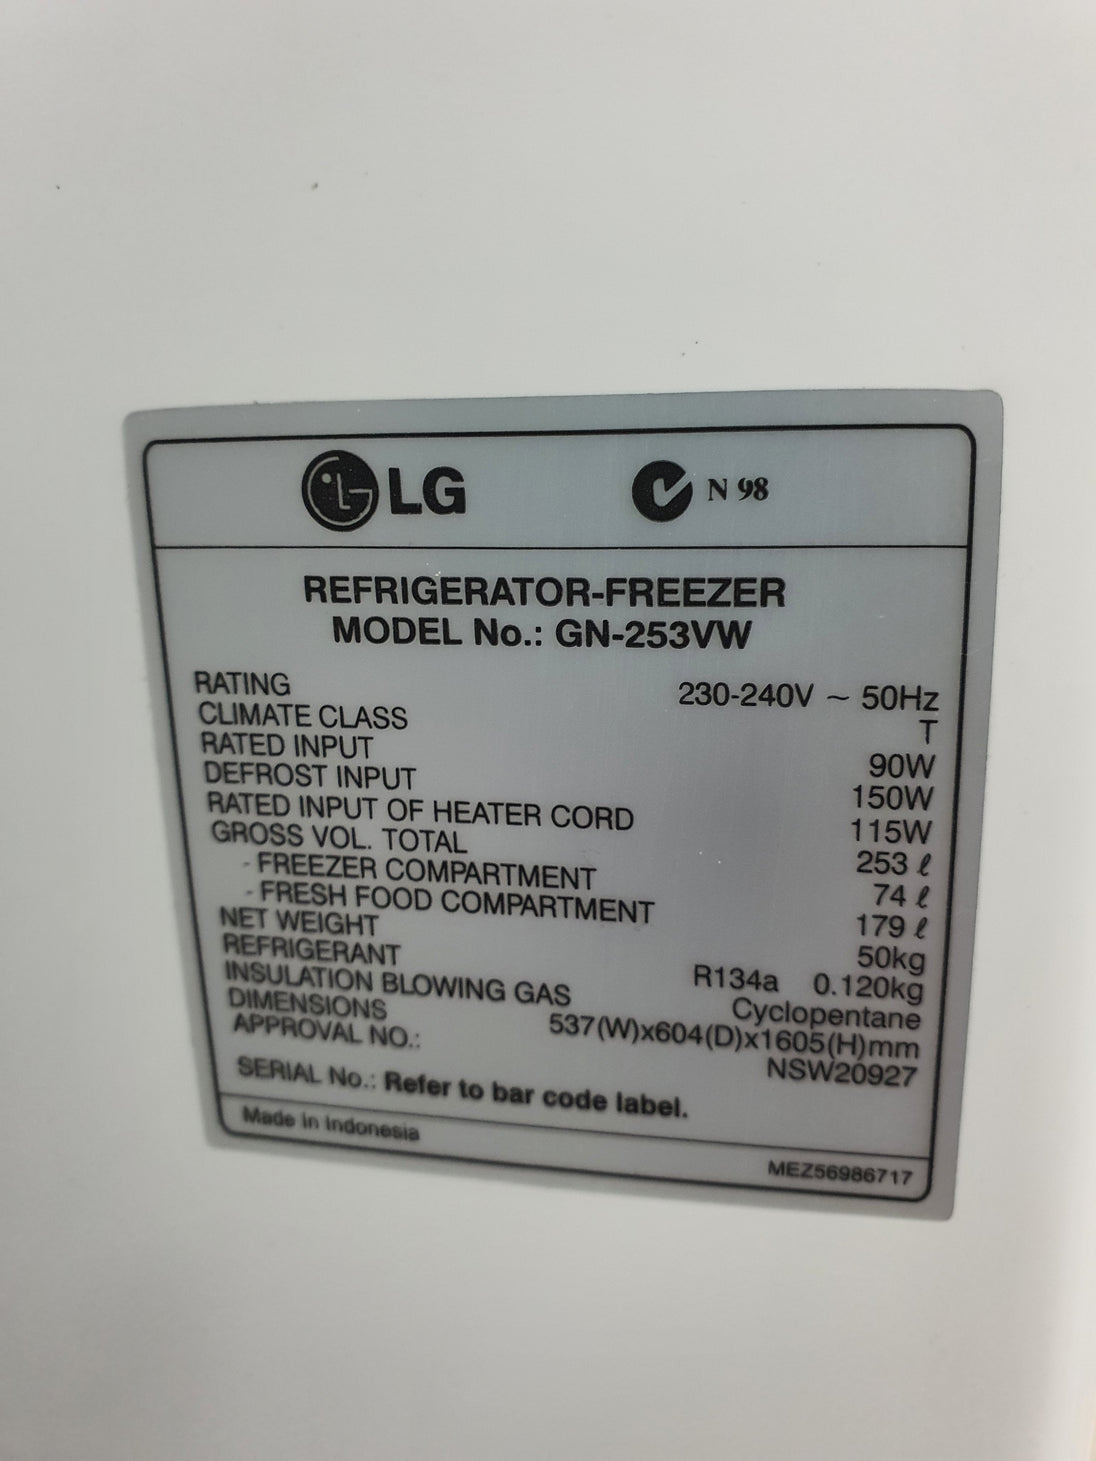 LG N 98
REFRIGERATOR-FREEZER
MODEL No.: GN-253VW
RATING 230-240V ~ 50Hz
CLIMATE CLASS T
RATED INPUT 90W
DEFROST INPUT 150W
RATED INPUT OF HEATER CORD 115W
GROSS VOL. TOTAL 253 ℓ
- FREEZER COMPARTMENT 74 ℓ
- FRESH FOOD COMPARTMENT 179 ℓ
NET WEIGHT 50kg
REFRIGERANT R134a 0.120kg
INSULATION BLOWING GAS Cyclopentane
DIMENSIONS 537(W)x604(D)x1605(H)mm
APPROVAL NO.: NSW20927
SERIAL No.: Refer to bar code label.
Made in Indonesia
MEZ56986717